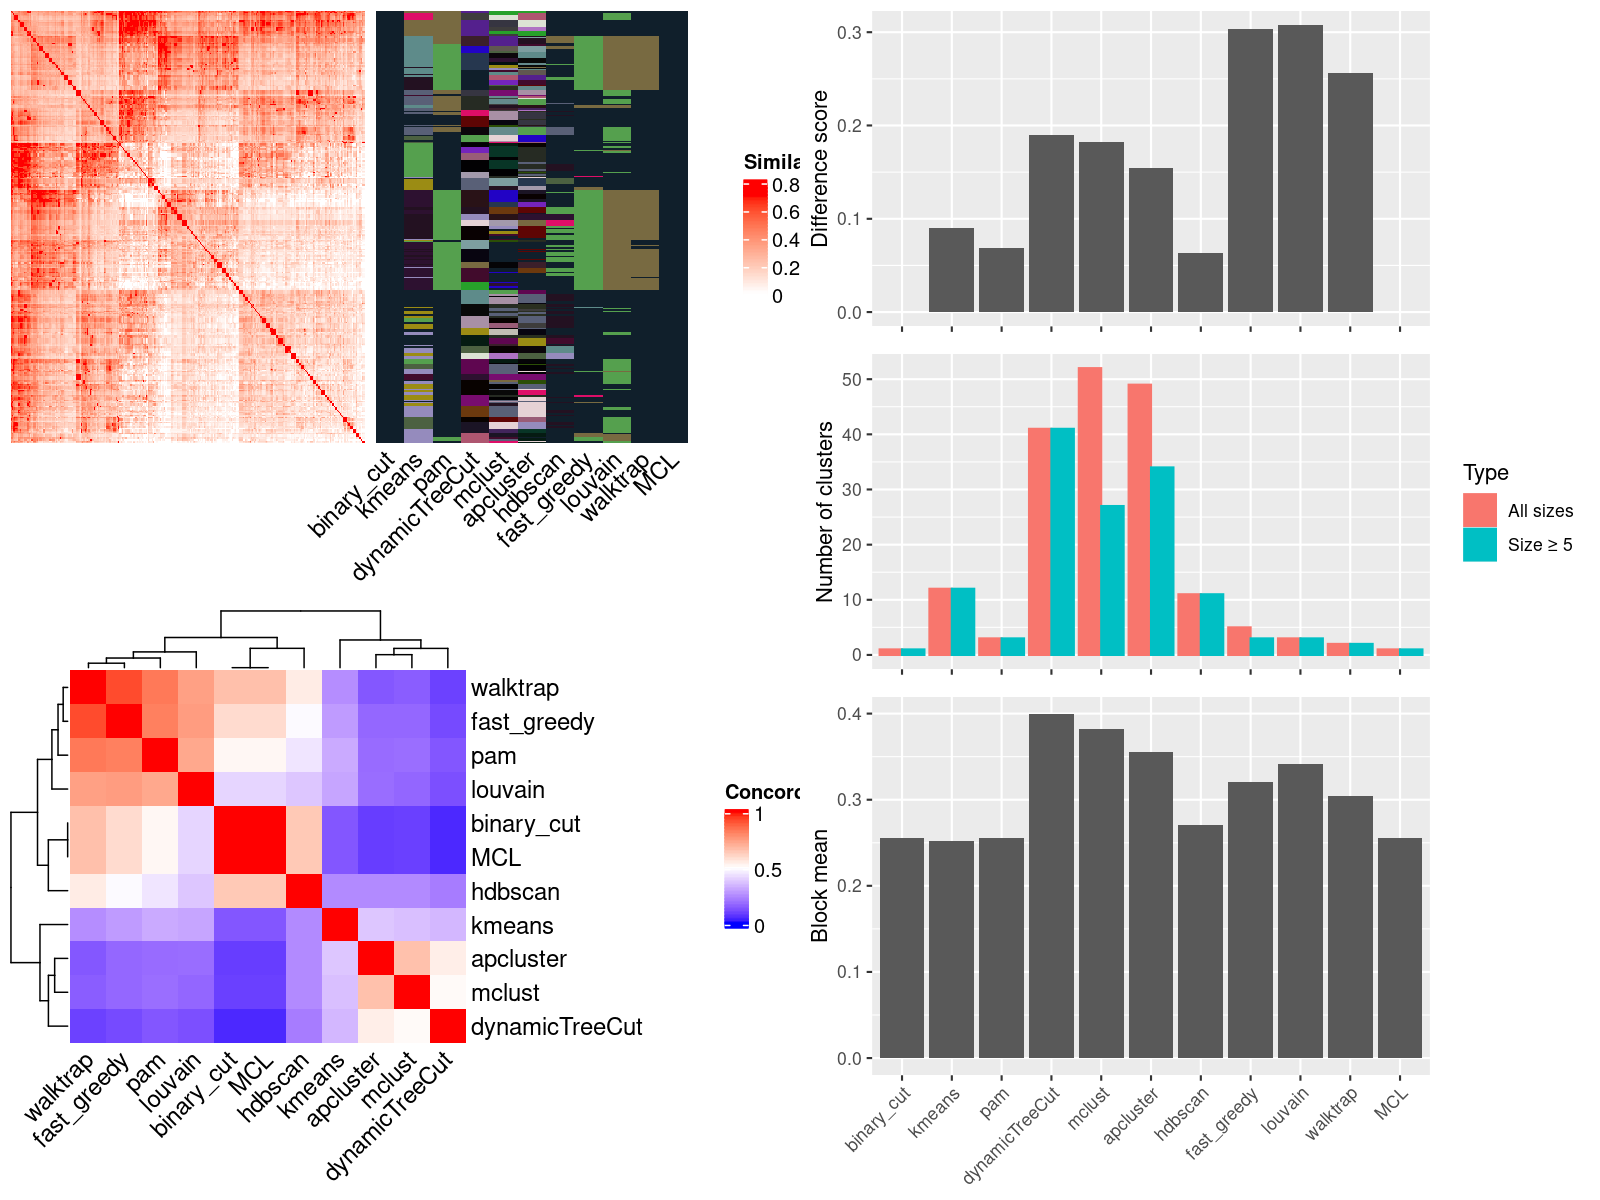 Simila
0.8
0.6
0.4
0.2
0
binary_cut
kmeans
pam
dynamicTreeCut
mclust
apcluster
hdbscan
fast_greedy
louvain
walktrap
MCL
walktrap
fast_greedy
pam
louvain
binary_cut
MCL
hdbscan
kmeans
apcluster
mclust
dynamicTreeCut
walktrap
fast_greedy
pam
louvain
binary_cut
MCL
hdbscan
kmeans
apcluster
mclust
dynamicTreeCut
Concord
1
0.5
0
Difference score
0.3
0.2
0.1
0.0
Number of clusters
50
40
30
20
10
0
Type
All sizes
Size ≥ 5
Block mean
0.4
0.3
0.2
0.1
0.0
binary_cut
kmeans
pam
dynamicTreeCut
mclust
apcluster
hdbscan
fast_greedy
louvain
walktrap
MCL